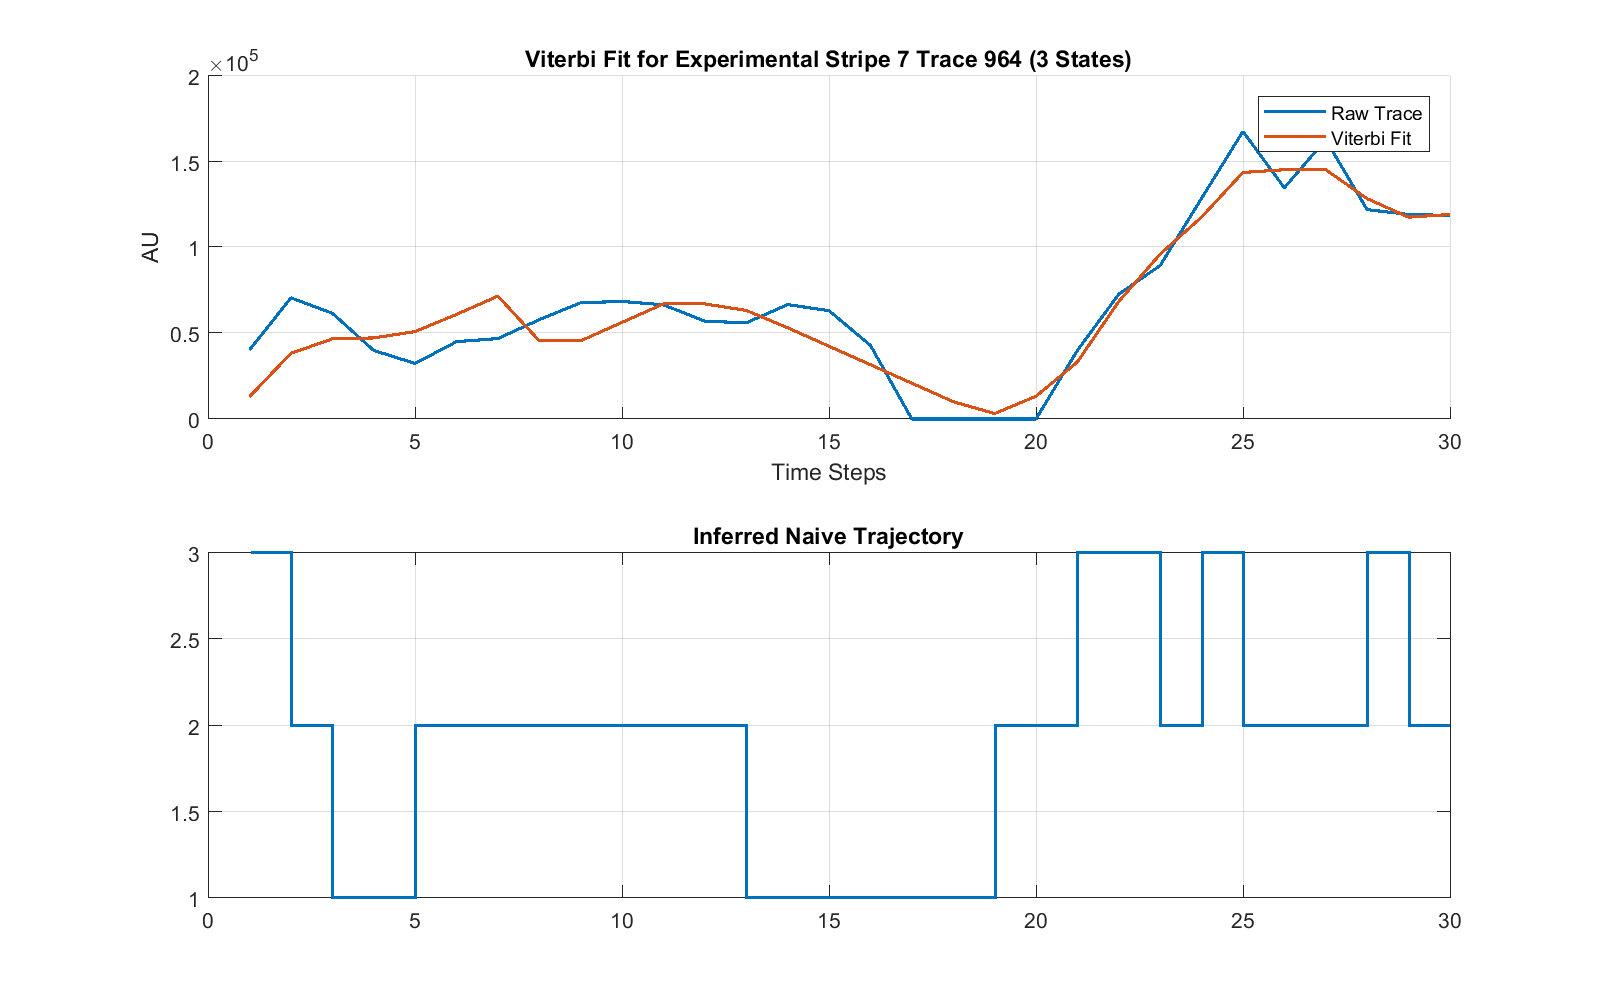 Viterbi Fit for Experimental Stripe 7 Trace 964 (3 States)
×10^5
2
1.5
1
0.5
0
AU
Raw Trace
Viterbi Fit
0 5 10 15 20 25 30
Time Steps
Inferred Naive Trajectory
3
2.5
2
1.5
1
0 5 10 15 20 25 30